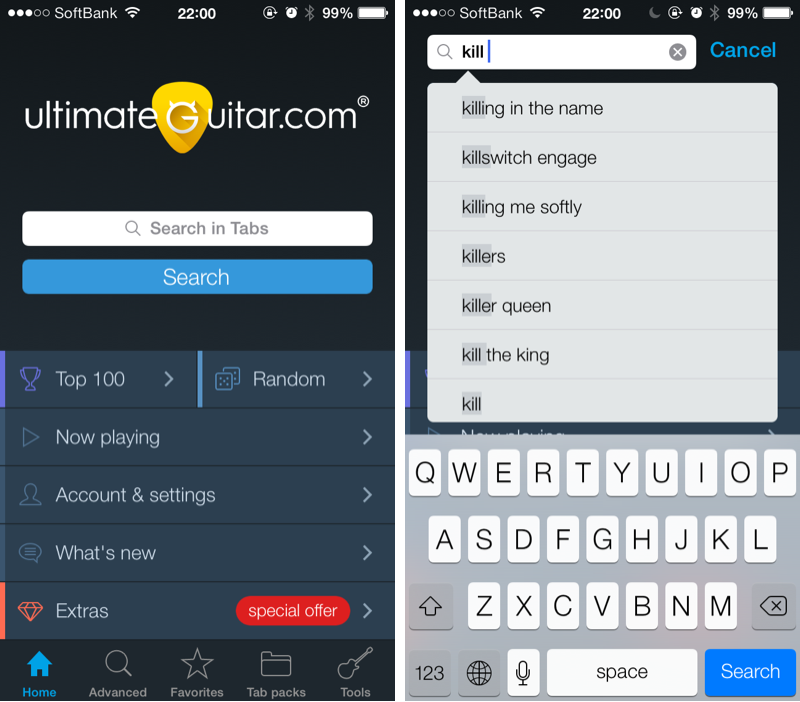 SoftBank 22:00 99%
ultimateGuitar.com®
Search in Tabs
Search
Top 100
Random
Now playing
Account & settings
What's new
Extras special offer
Home Advanced Favorites Tab packs Tools
SoftBank 22:00 99%
kill Cancel
killing in the name
killswitch engage
killing me softly
killers
killer queen
kill the king
kill
Now playing
Q W E R T Y U I O P
A S D F G H J K L
Z X C V B N M
123 space Search